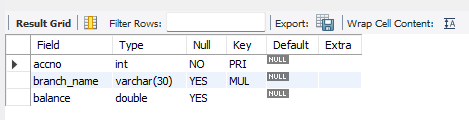 Result Grid Filter Rows: Export: Wrap Cell Content: IA
Field Type Null Key Default Extra
accno int NO PRI NULL
branch_name varchar(30) YES MUL NULL
balance double YES NULL